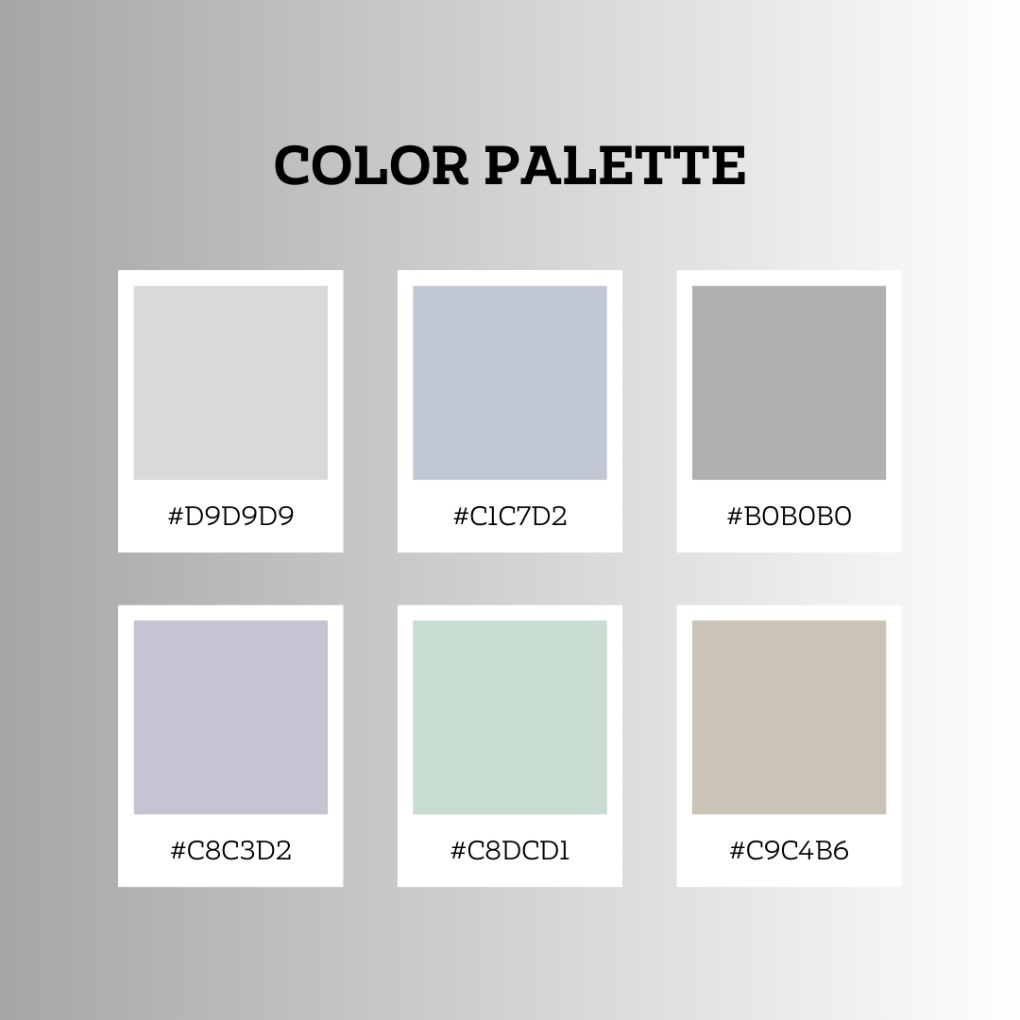 COLOR PALETTE
#D9D9D9
#C1C7D2
#B0B0B0
#C8C3D2
#C8DCD1
#C9C4B6